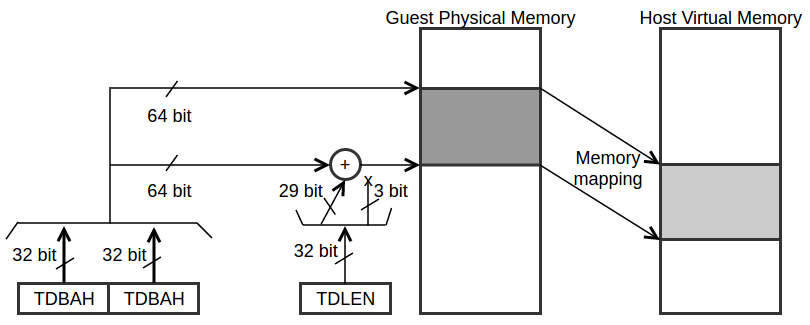 Guest Physical Memory
Host Virtual Memory
64 bit
+
64 bit
Memory
mapping
29 bit
x
3 bit
32 bit
32 bit
32 bit
TDBAH
TDBAH
TDLEN